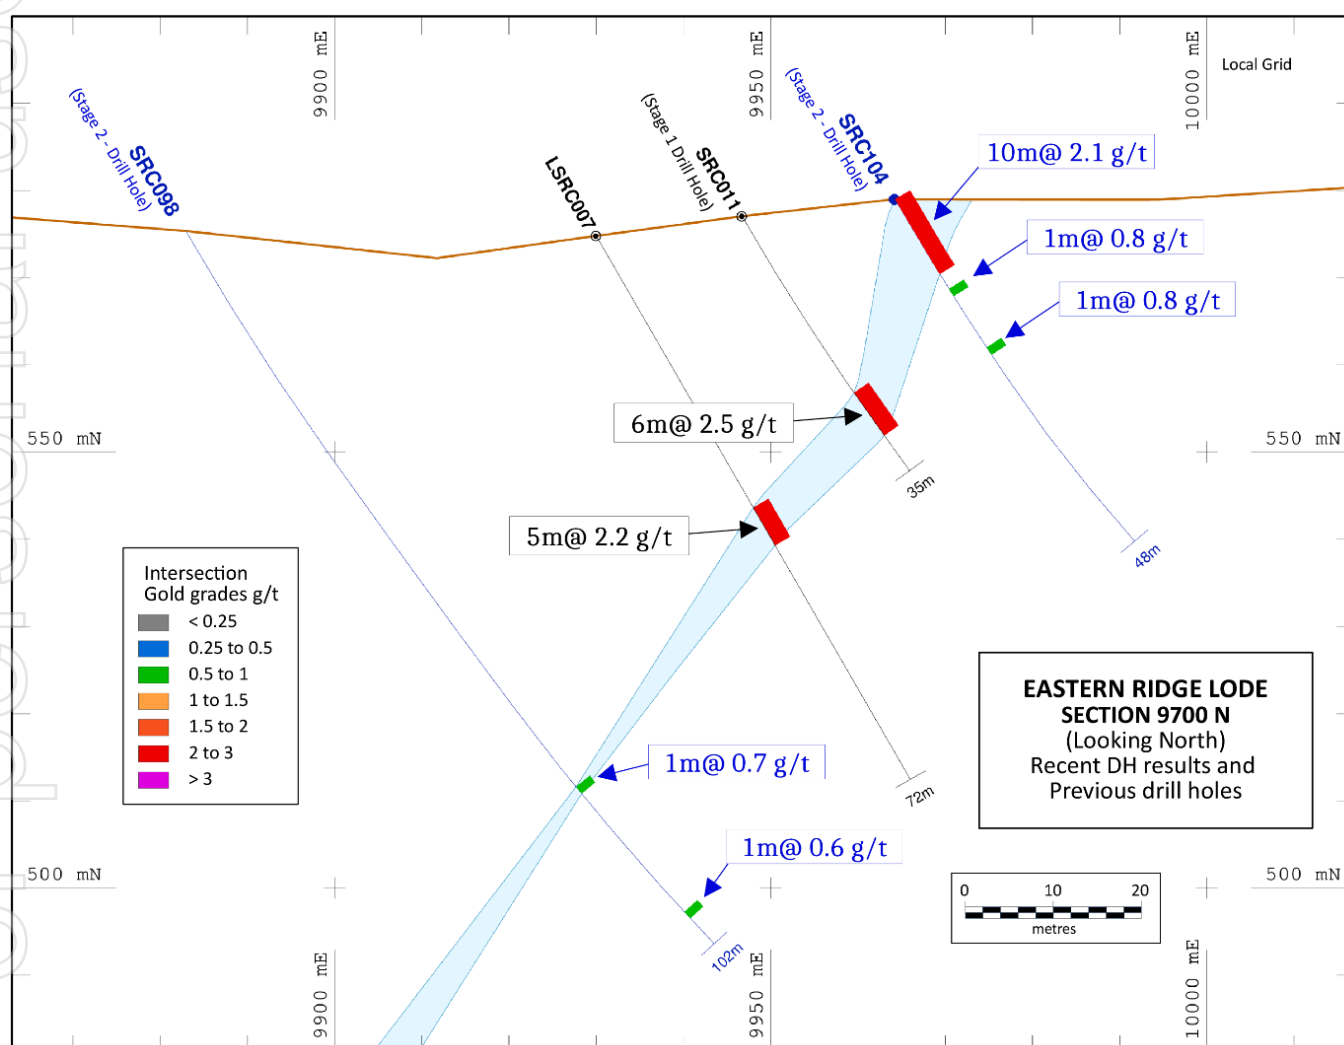 9900 mE
9950 mE
10000 mE
Local Grid
SRC098
(Stage 2 - Drill Hole)
LSRC007
SRC011
(Stage 1 Drill Hole)
SRC104
(Stage 2 - Drill Hole)
10m@ 2.1 g/t
1m@ 0.8 g/t
1m@ 0.8 g/t
6m@ 2.5 g/t
550 mN
550 mN
35m
5m@ 2.2 g/t
48m
Intersection
Gold grades g/t
< 0.25
0.25 to 0.5
0.5 to 1
1 to 1.5
1.5 to 2
2 to 3
> 3
EASTERN RIDGE LODE
SECTION 9700 N
(Looking North)
Recent DH results and
Previous drill holes
1m@ 0.7 g/t
72m
1m@ 0.6 g/t
500 mN
500 mN
0 10 20
metres
102m
9900 mE
9950 mE
10000 mE